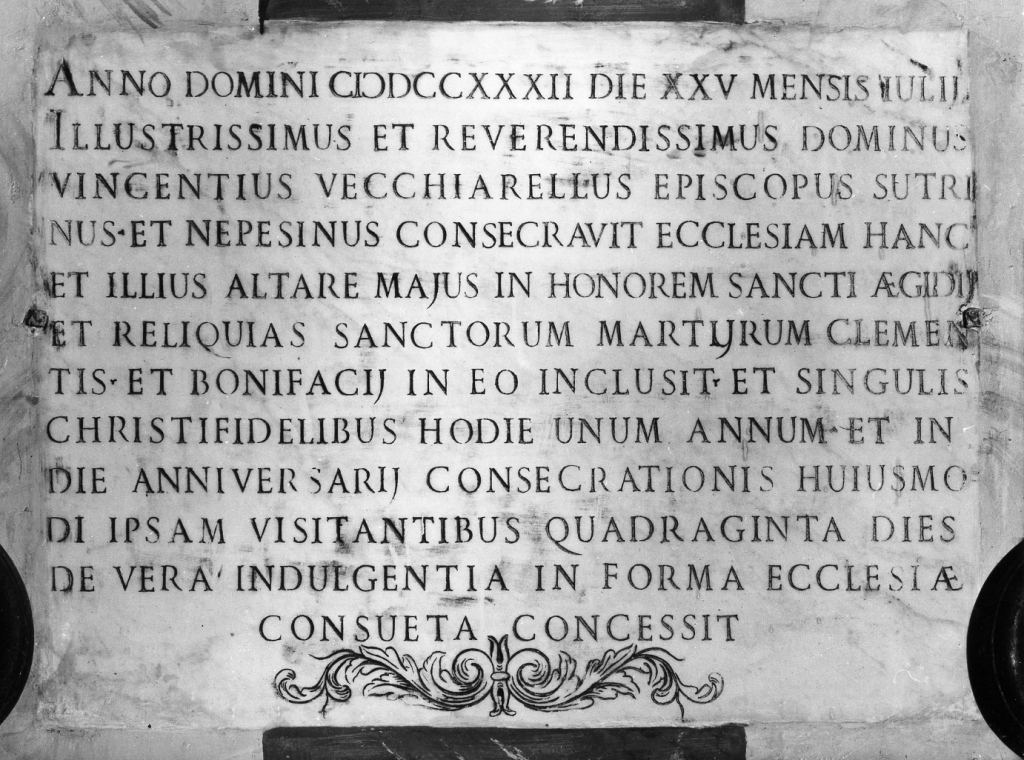 ANNO DOMINI CIↃDCCXXXII DIE XXV MENSIS IULIJ
ILLUSTRISSIMUS ET REVERENDISSIMUS DOMINUS
VINCENTIUS VECCHIARELLUS EPISCOPUS SUTRI
NUS·ET NEPESINUS CONSECRAVIT ECCLESIAM HANC
ET ILLIUS ALTARE MAJUS IN HONOREM SANCTI ÆGIDIJ
ET RELIQUIAS SANCTORUM MARTIJRUM CLEMEN
TIS·ET BONIFACIJ IN EO INCLUSIT·ET SINGULIS
CHRISTIFIDELIBUS HODIE UNUM ANNUM·ET IN
DIE ANNIVERSARIJ CONSECRATIONIS HUIUSMO=
DI IPSAM VISITANTIBUS QUADRAGINTA DIES
DE VERA INDULGENTIA IN FORMA ECCLESIÆ
CONSUETA CONCESSIT